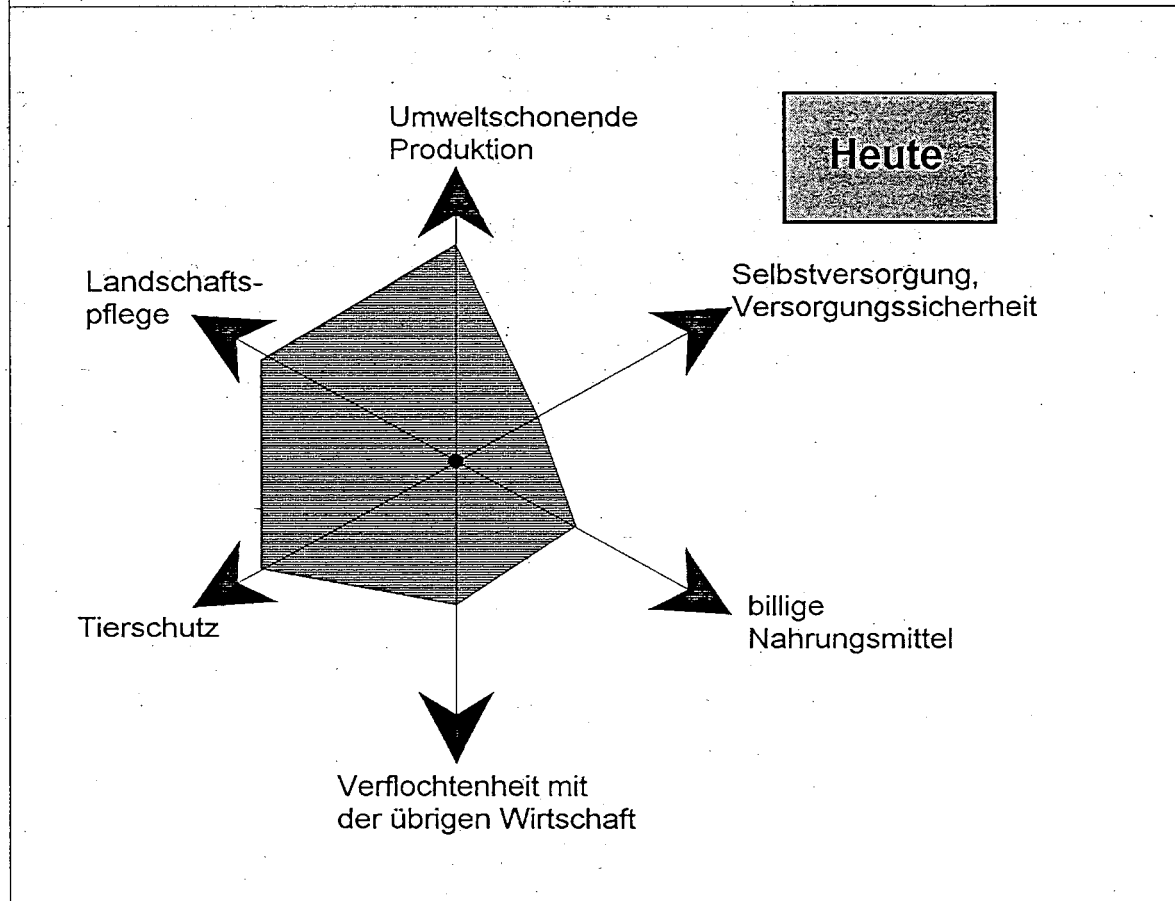 Umweltschonende
Produktion
Heute
Landschafts-
pflege
Selbstversorgung,
Versorgungssicherheit
Tierschutz
billige
Nahrungsmittel
Verflochtenheit mit
der übrigen Wirtschaft